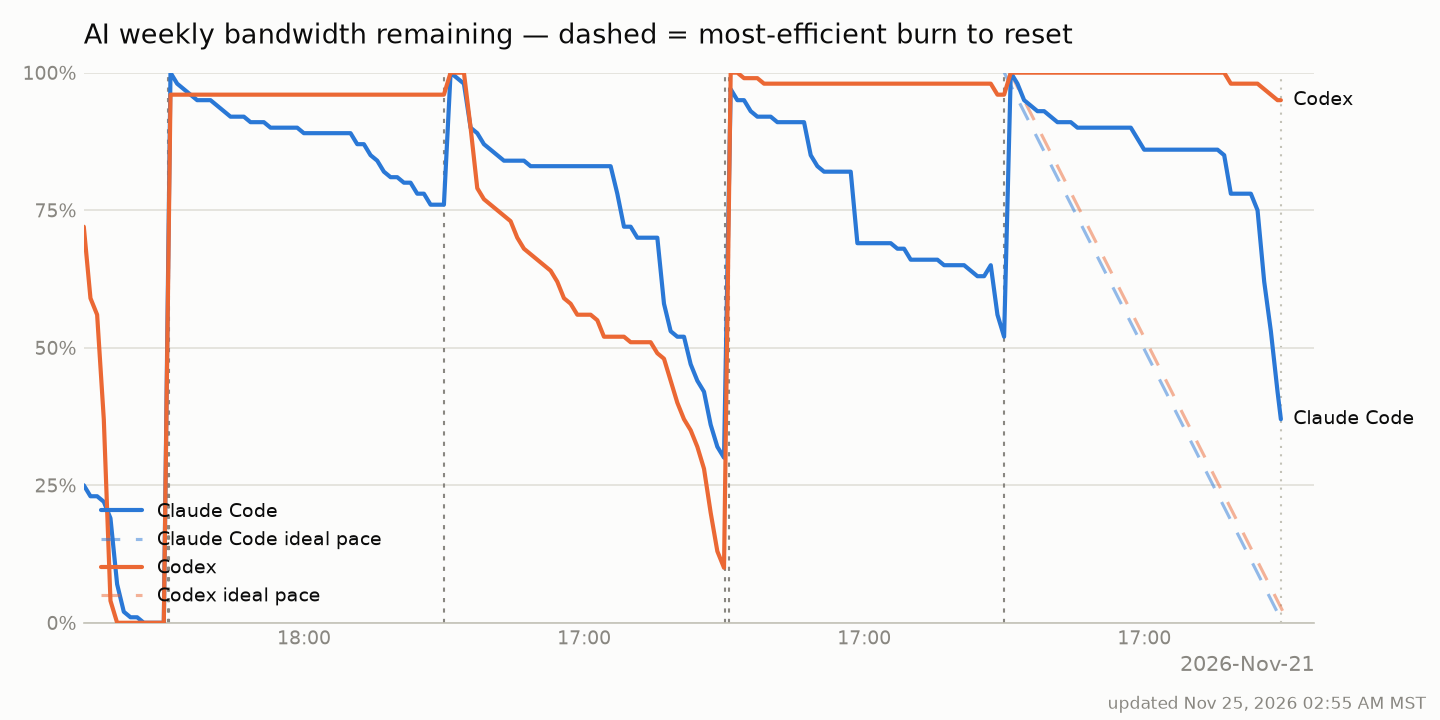 AI weekly bandwidth remaining — dashed = most-efficient burn to reset
100%
75%
50%
25%
0%
Codex
Claude Code
Claude Code
Claude Code ideal pace
Codex
Codex ideal pace
18:00 17:00 17:00 17:00
2026-Nov-21
updated Nov 25, 2026 02:55 AM MST